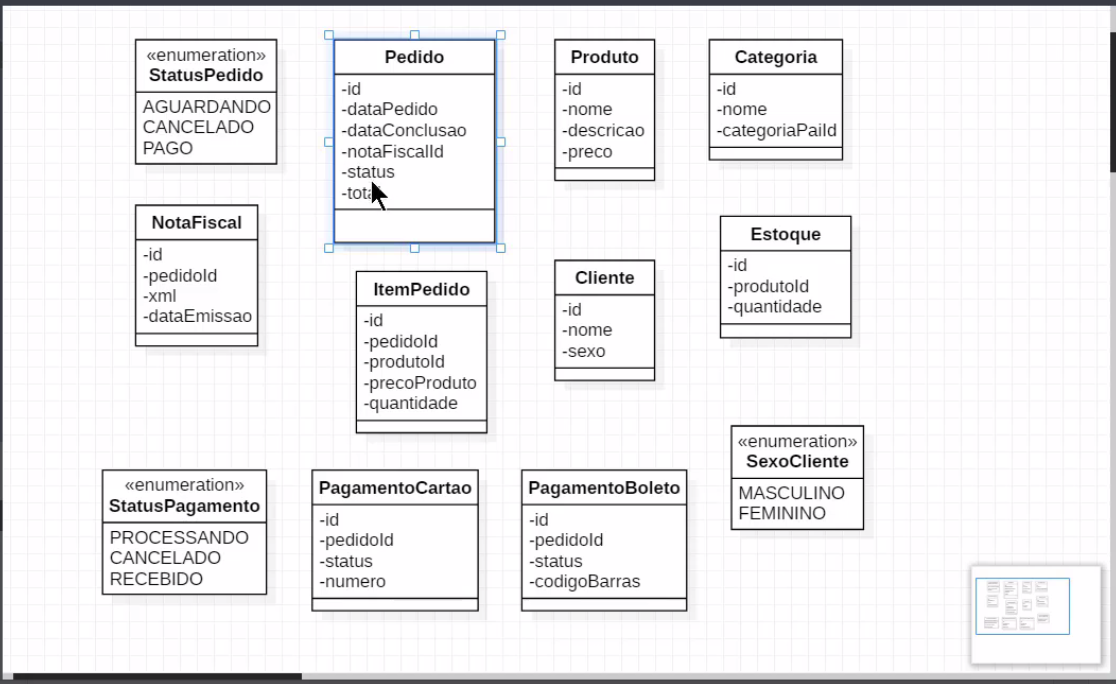 «enumeration»
StatusPedido
AGUARDANDO
CANCELADO
PAGO
Pedido
-id
-dataPedido
-dataConclusao
-notaFiscalId
-status
Produto
-id
-nome
-descricao
-preco
Categoria
-id
-nome
-categoriaPaiId
NotaFiscal
-id
-pedidoId
-xml
-dataEmissao
ItemPedido
-id
-pedidoId
-produtoId
-precoProduto
-quantidade
Cliente
-id
-nome
-sexo
Estoque
-id
-produtoId
-quantidade
«enumeration»
StatusPagamento
PROCESSANDO
CANCELADO
RECEBIDO
PagamentoCartao
-id
-pedidoId
-status
-numero
PagamentoBoleto
-id
-pedidoId
-status
-codigoBarras
«enumeration»
SexoCliente
MASCULINO
FEMININO